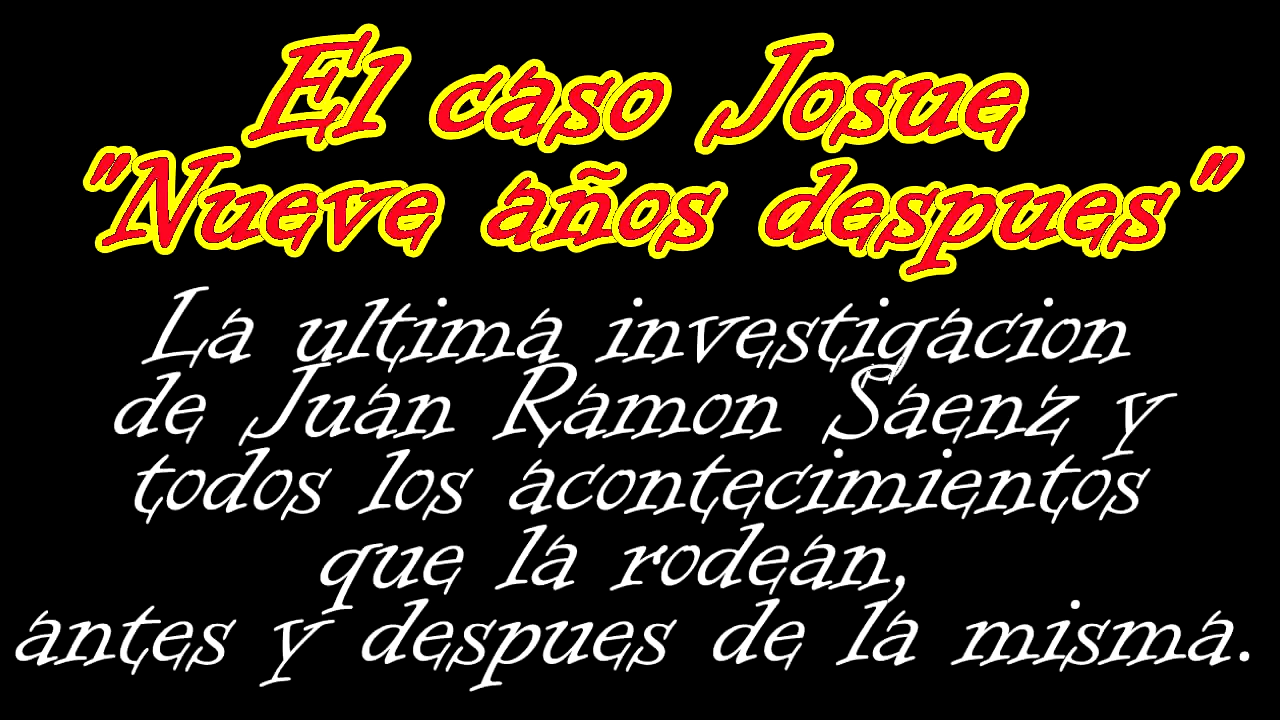 El caso Josue
"Nueve años despues"
La ultima investigacion
de Juan Ramon Saenz y
todos los acontecimientos
que la rodean,
antes y despues de la misma.